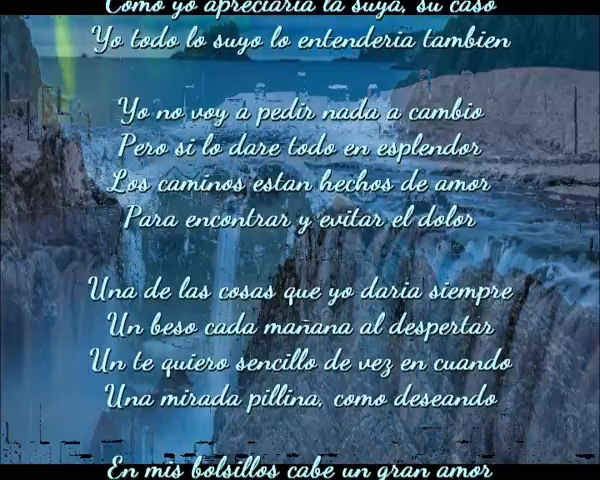 Como yo apreciaria la suya, su caso
Yo todo lo suyo lo entenderia tambien
Yo no voy a pedir nada a cambio
Pero si lo dare todo en esplendor
Los caminos estan hechos de amor
Para encontrar y evitar el dolor
Una de las cosas que yo daria siempre
Un beso cada mañana al despertar
Un te quiero sencillo de vez en cuando
Una mirada pillina, como deseando
En mis bolsillos cabe un gran amor